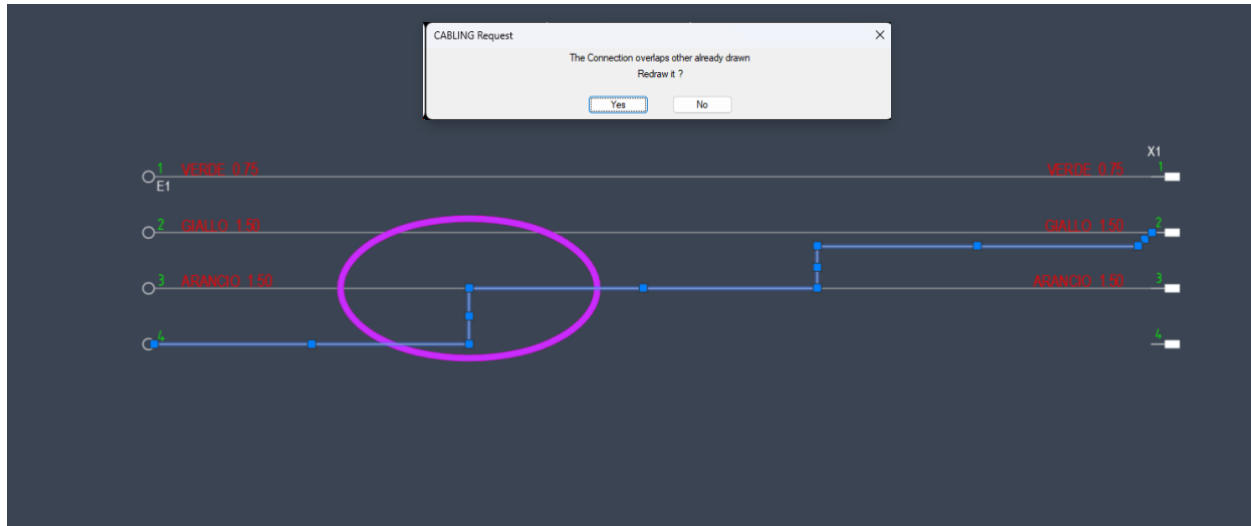 CABLING Request
The Connection overlaps other already drawn
Redraw it ?
Yes No
X1
1 VERDE 0.75 VERDE 0.75 1
E1
2 GIALLO 1.50 GIALLO 1.50 2
3 ARANCIO 1.50 ARANCIO 1.50 3
4 4